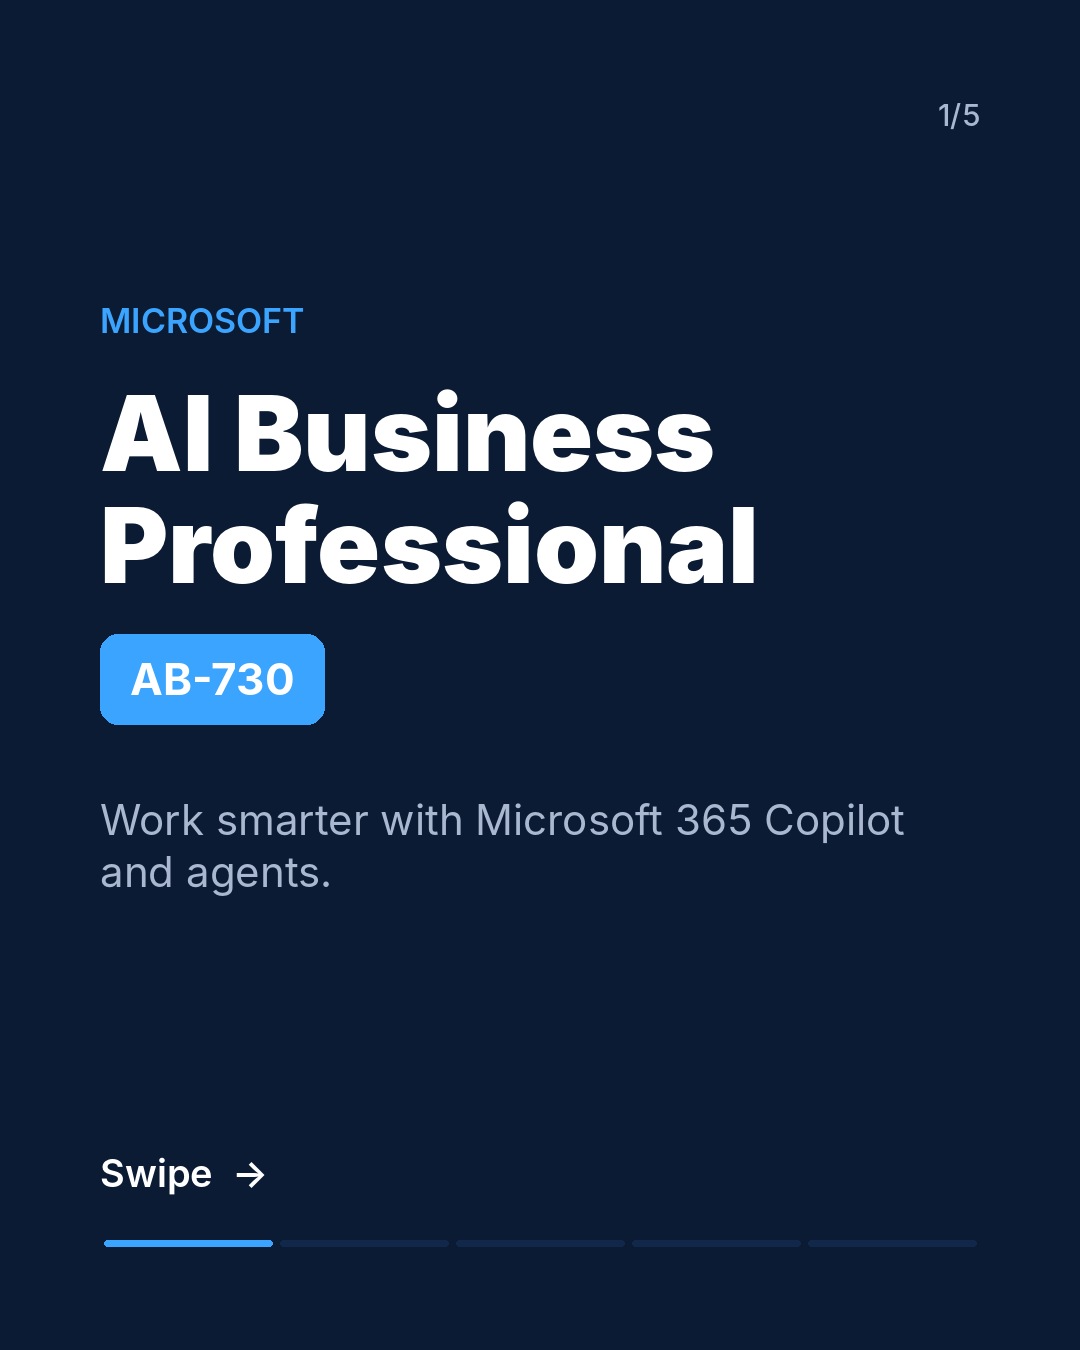 1/5
MICROSOFT
AI Business
Professional
AB-730
Work smarter with Microsoft 365 Copilot
and agents.
Swipe →